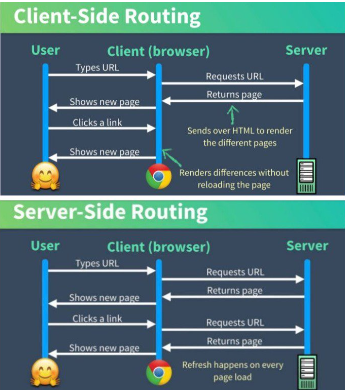 Client-Side Routing
User
Client (browser)
Server
Types URL
Requests URL
Returns page
Shows new page
Clicks a link
Sends over HTML to render
the different pages
Shows new page
Renders differences without
reloading the page
Server-Side Routing
User
Client (browser)
Server
Types URL
Requests URL
Returns page
Shows new page
Clicks a link
Requests URL
Returns page
Shows new page
Refresh happens on every
page load